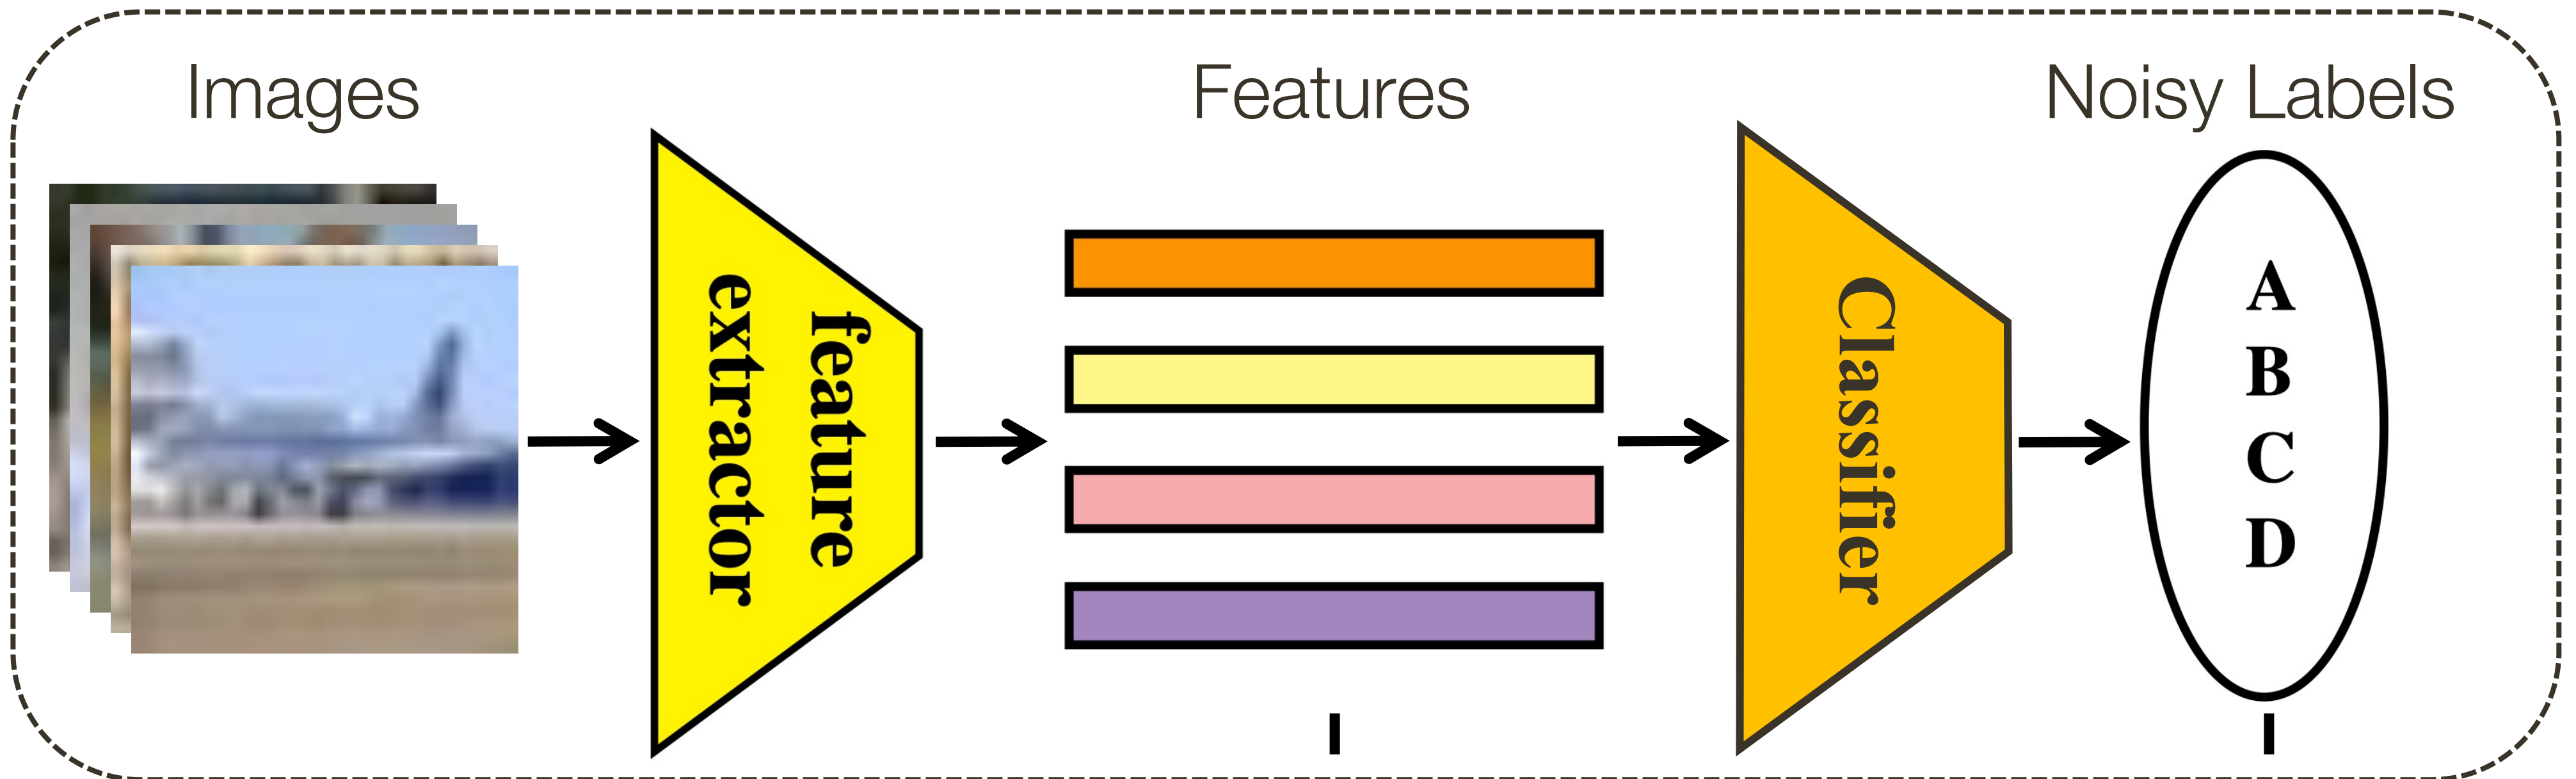 Images
Features
Noisy Labels
feature
extractor
Classifier
A
B
C
D